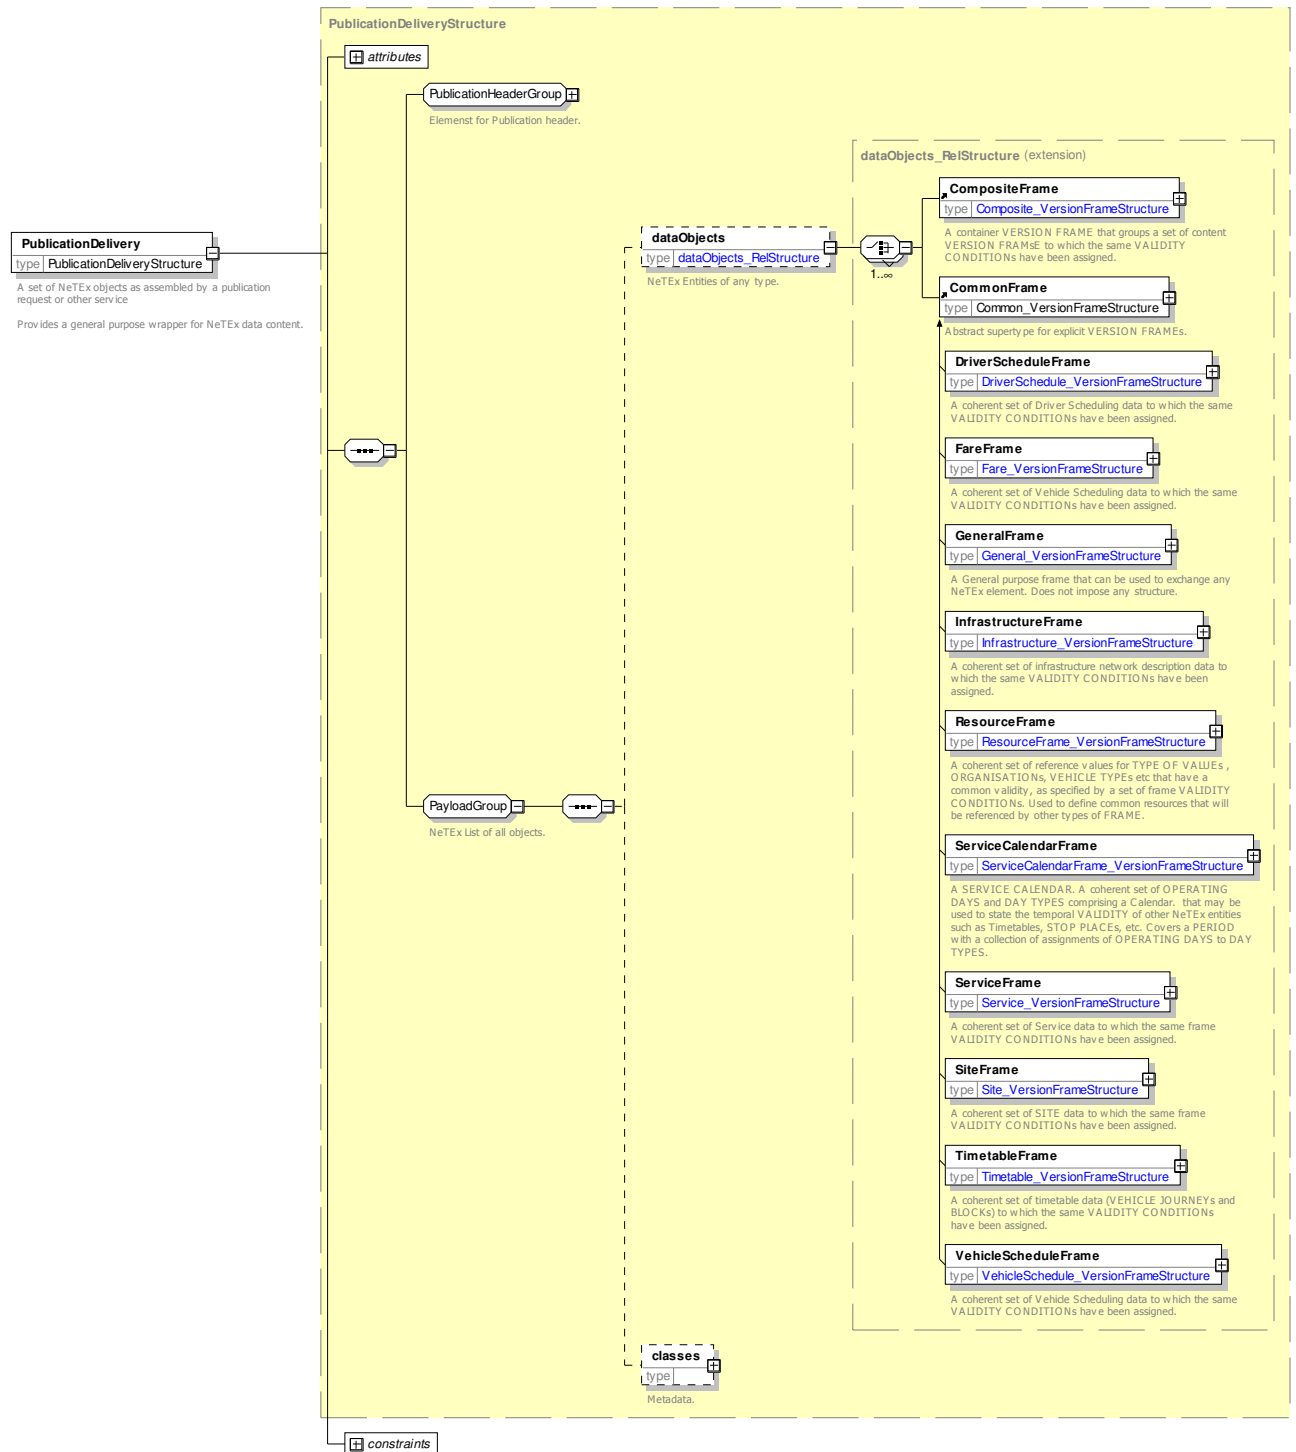 PublicationDeliveryStructure
attributes
PublicationHeaderGroup
Elemenst for Publication header.
dataObjects_RelStructure (extension)
CompositeFrame
type Composite_VersionFrameStructure
A container VERSION FRAME that groups a set of content
VERSION FRAMsE to which the same VALIDITY
CONDITIONs have been assigned.
PublicationDelivery
type PublicationDeliveryStructure
A set of NeTEx objects as assembled by a publication
request or other service
Provides a general purpose wrapper for NeTEx data content.
dataObjects
type dataObjects_RelStructure
NeTEx Entities of any type.
1..∞
CommonFrame
type Common_VersionFrameStructure
Abstract supertype for explicit VERSION FRAMEs.
DriverScheduleFrame
type DriverSchedule_VersionFrameStructure
A coherent set of Driver Scheduling data to which the same
VALIDITY CONDITIONs have been assigned.
FareFrame
type Fare_VersionFrameStructure
A coherent set of Vehicle Scheduling data to which the same
VALIDITY CONDITIONs have been assigned.
GeneralFrame
type General_VersionFrameStructure
A General purpose frame that can be used to exchange any
NeTEx element. Does not impose any structure.
InfrastructureFrame
type Infrastructure_VersionFrameStructure
A coherent set of infrastructure network description data to
which the same VALIDITY CONDITIONs have been
assigned.
ResourceFrame
type ResourceFrame_VersionFrameStructure
A coherent set of reference values for TYPE OF VALUEs ,
ORGANISATIONs, VEHICLE TYPEs etc that have a
common validity, as specified by a set of frame VALIDITY
CONDITIONs. Used to define common resources that will
be referenced by other types of FRAME.
PayloadGroup
NeTEx List of all objects.
ServiceCalendarFrame
type ServiceCalendarFrame_VersionFrameStructure
A SERVICE CALENDAR. A coherent set of OPERATING
DAYS and DAY TYPES comprising a Calendar. that may be
used to state the temporal VALIDITY of other NeTEx entities
such as Timetables, STOP PLACEs, etc. Covers a PERIOD
with a collection of assignments of OPERATING DAYS to DAY
TYPES.
ServiceFrame
type Service_VersionFrameStructure
A coherent set of Service data to which the same frame
VALIDITY CONDITIONs have been assigned.
SiteFrame
type Site_VersionFrameStructure
A coherent set of SITE data to which the same frame
VALIDITY CONDITIONs have been assigned.
TimetableFrame
type Timetable_VersionFrameStructure
A coherent set of timetable data (VEHICLE JOURNEYs and
BLOCKs) to which the same VALIDITY CONDITIONs
have been assigned.
VehicleScheduleFrame
type VehicleSchedule_VersionFrameStructure
A coherent set of Vehicle Scheduling data to which the same
VALIDITY CONDITIONs have been assigned.
classes
type
Metadata.
constraints